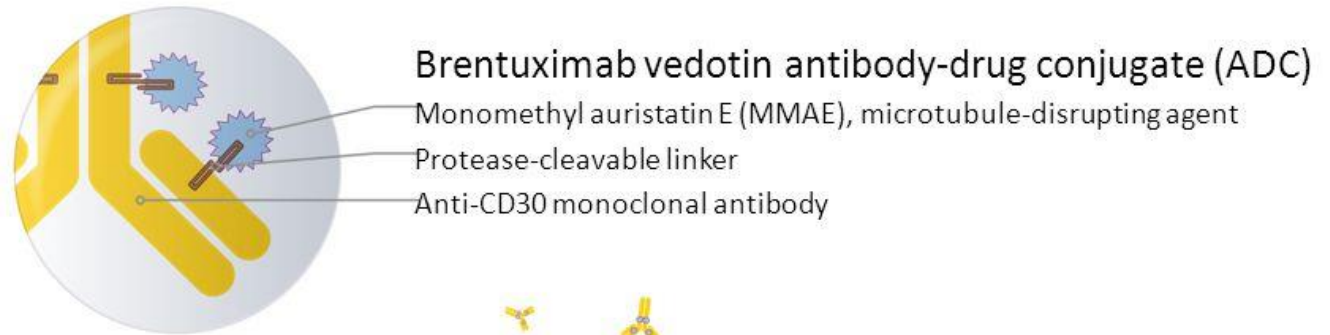 Brentuximab vedotin antibody-drug conjugate (ADC)
Monomethyl auristatin E (MMAE), microtubule-disrupting agent
Protease-cleavable linker
Anti-CD30 monoclonal antibody